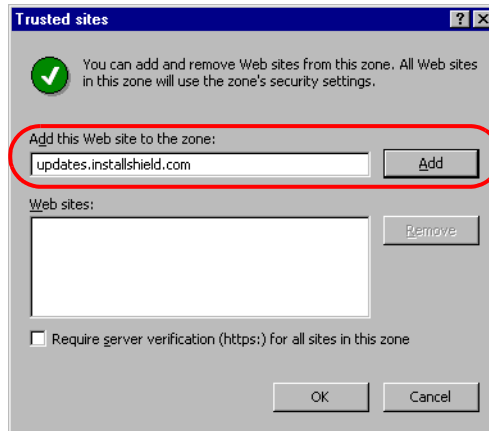 Trusted sites
You can add and remove Web sites from this zone. All Web sites
in this zone will use the zone's security settings.
Add this Web site to the zone:
updates.installshield.com
Add
Web sites:
Remove
Require server verification (https:) for all sites in this zone
OK
Cancel